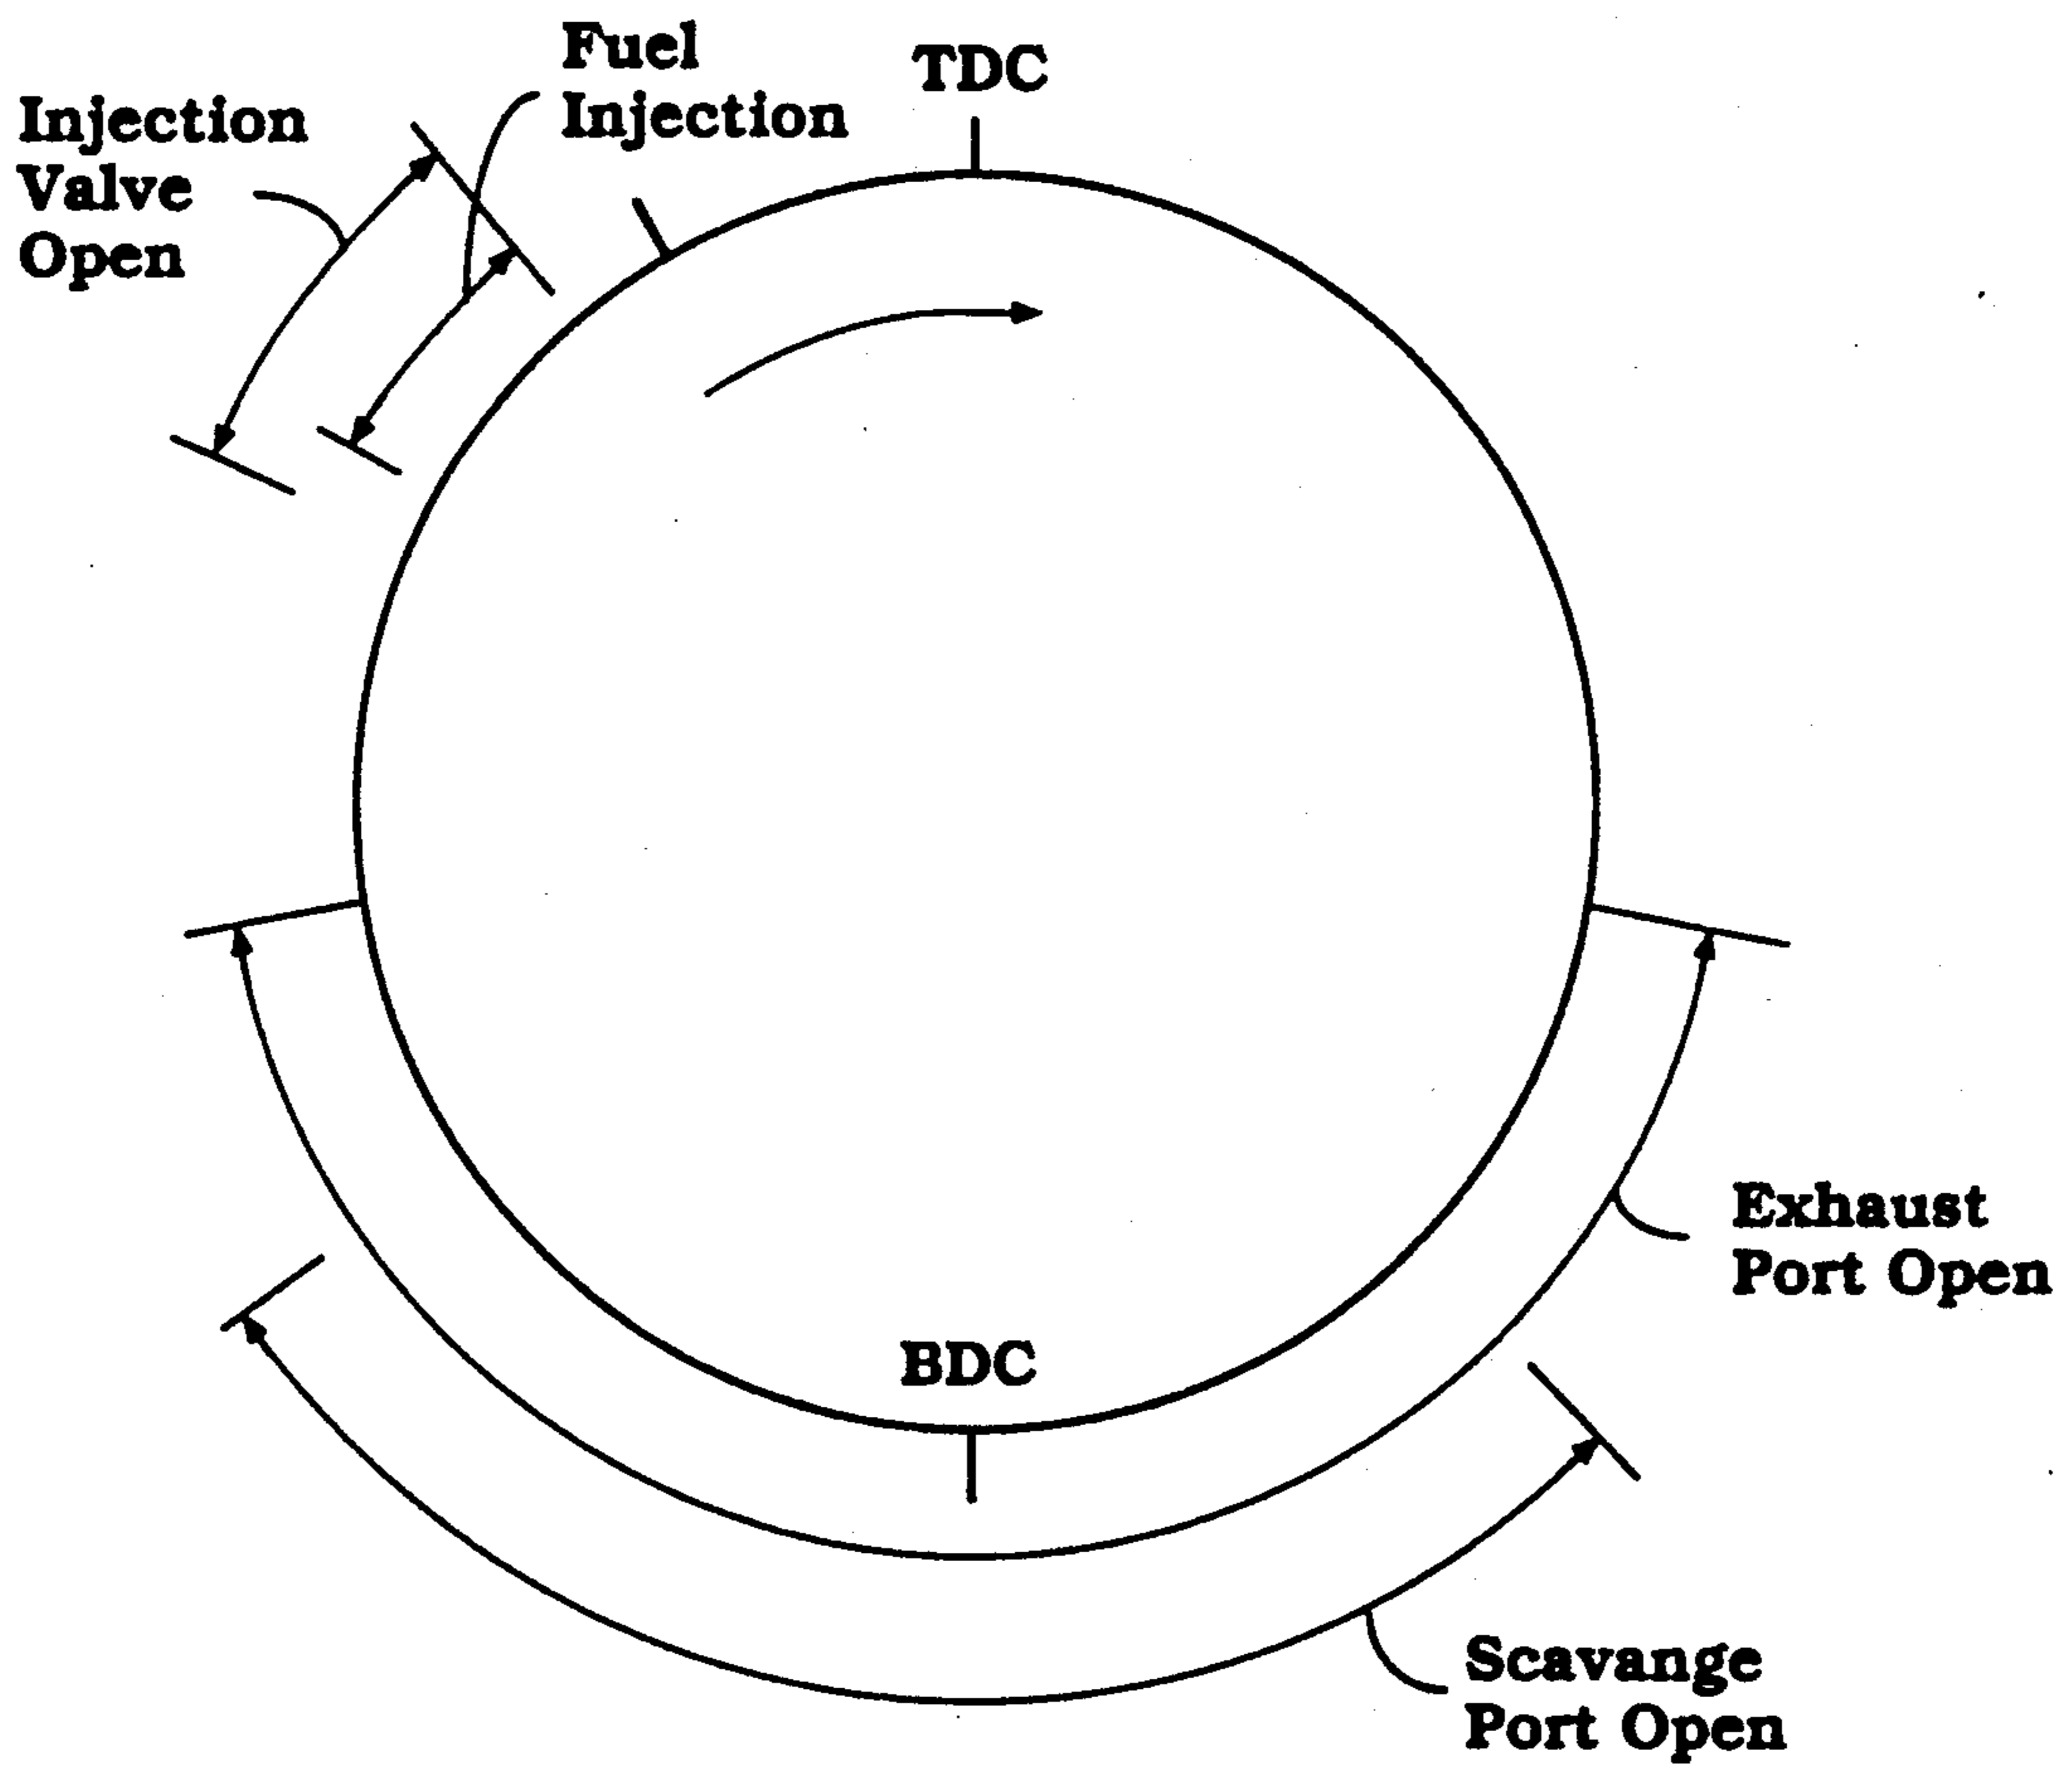 Fuel
Injection
TDC
Injection
Valve
Open
Exhaust
Port Open
BDC
Scavange
Port Open